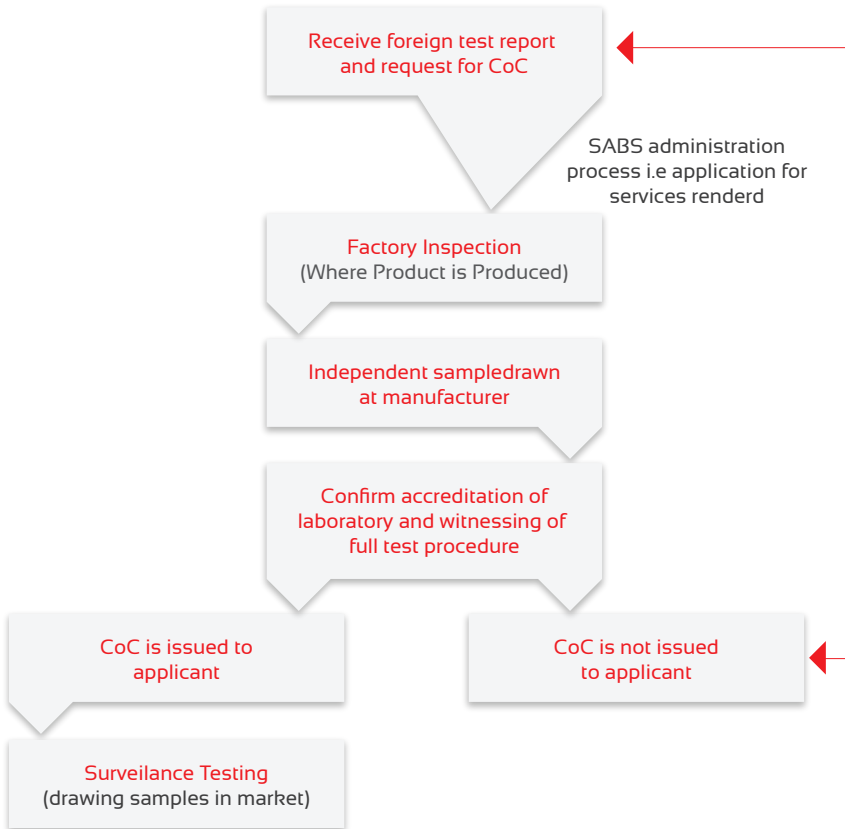 Receive foreign test report
and request for CoC
SABS administration
process i.e application for
services renderd
Factory Inspection
(Where Product is Produced)
Independent sampledrawn
at manufacturer
Confirm accreditation of
laboratory and witnessing of
full test procedure
CoC is issued to
applicant
CoC is not issued
to applicant
Surveilance Testing
(drawing samples in market)